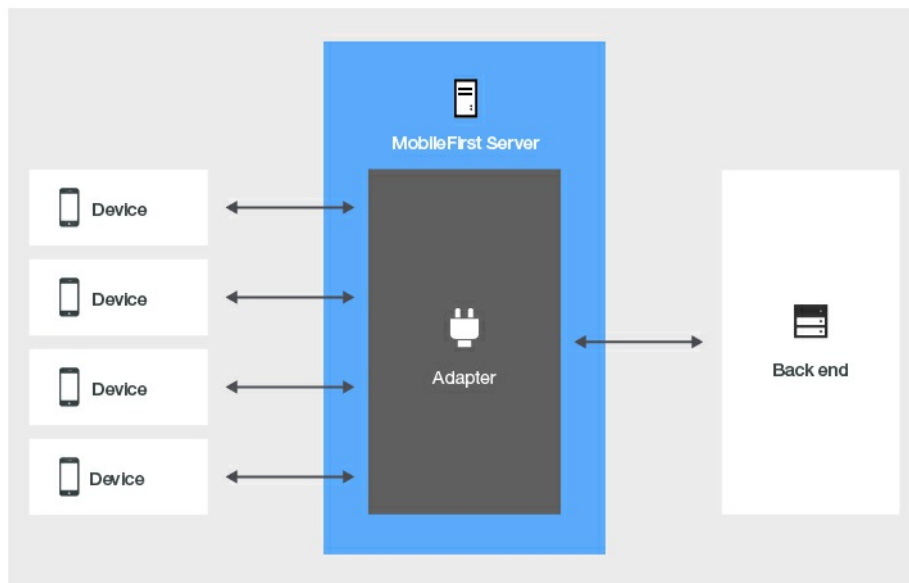 MobileFirst Server
Device
Device
Device
Device
Adapter
Back end